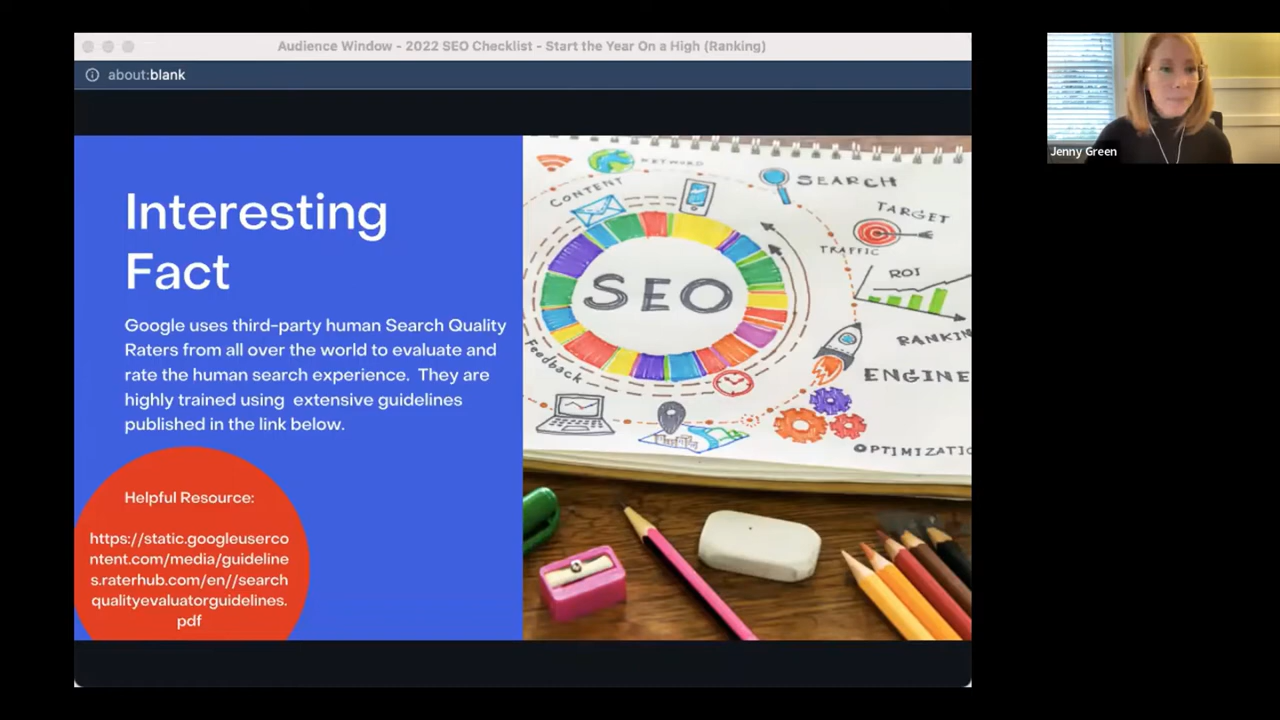 Audience Window - 2022 SEO Checklist - Start the Year On a High (Ranking)
about:blank
Interesting
Fact
Google uses third-party human Search Quality
Raters from all over the world to evaluate and
rate the human search experience.  They are
highly trained using  extensive guidelines
published in the link below.
Helpful Resource:
https://static.googleuserco
ntent.com/media/guideline
s.raterhub.com/en//search
qualityevaluatorguidelines.
pdf
KEYWORD
CONTENT
SEARCH
TARGET
TRAFFIC
ROI
SEO
RANKIN
Feedback
ENGINE
OPTIMIZATIO
Jenny Green